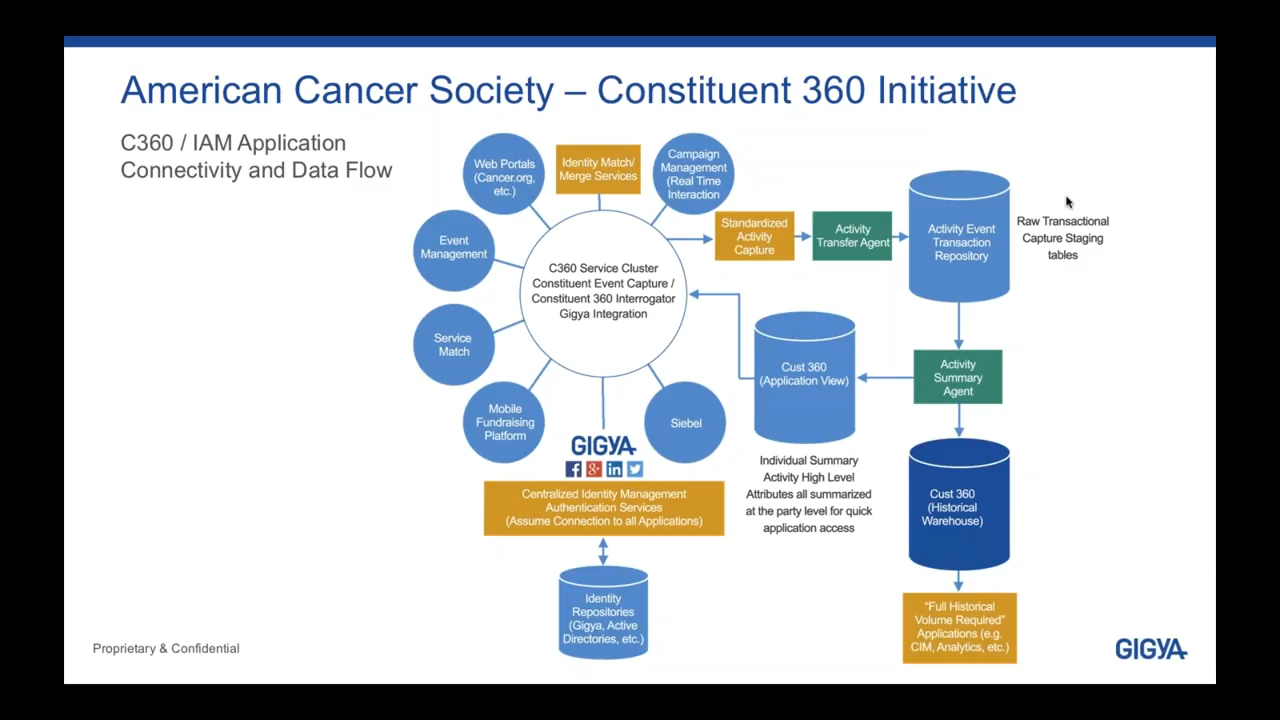 American Cancer Society – Constituent 360 Initiative
C360 / IAM Application
Connectivity and Data Flow
Web Portals
(Cancer.org,
etc.)
Identity Match/
Merge Services
Campaign
Management
(Real Time
Interaction
Event
Management
Service
Match
Mobile
Fundraising
Platform
Siebel
C360 Service Cluster
Constituent Event Capture /
Constituent 360 Interrogator
Gigya Integration
Standardized
Activity
Capture
Activity
Transfer Agent
Activity Event
Transaction
Repository
Raw Transactional
Capture Staging
tables
Cust 360
(Application View)
Activity
Summary
Agent
Individual Summary
Activity High Level
Attributes all summarized
at the party level for quick
application access
Cust 360
(Historical
Warehouse)
"Full Historical
Volume Required"
Applications (e.g.
CIM, Analytics, etc.)
GIGYA
f
g+
in
Centralized Identity Management
Authentication Services
(Assume Connection to all Applications)
Identity
Repositories
(Gigya, Active
Directories, etc.)
Proprietary & Confidential
GIGYA